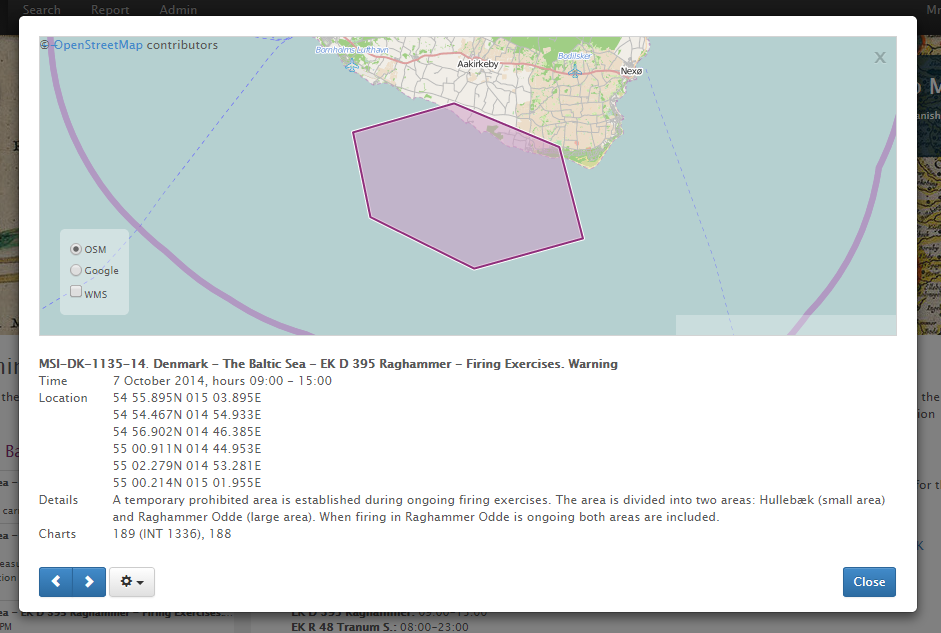 Search Report Admin
© OpenStreetMap contributors
Bornholms Lufthavn
Aakirkeby
Bodilsker
Nexø
x
OSM
Google
WMS
MSI-DK-1135-14. Denmark - The Baltic Sea - EK D 395 Raghammer - Firing Exercises. Warning
Time 7 October 2014, hours 09:00 - 15:00
Location 54 55.895N 015 03.895E
54 54.467N 014 54.933E
54 56.902N 014 46.385E
55 00.911N 014 44.953E
55 02.279N 014 53.281E
55 00.214N 015 01.955E
Details A temporary prohibited area is established during ongoing firing exercises. The area is divided into two areas: Hullebæk (small area)
and Raghammer Odde (large area). When firing in Raghammer Odde is ongoing both areas are included.
Charts 189 (INT 1336), 188
Close
EK D 395 Raghammer - Firing Exercises...
EK D 395 Raghammer: 09:00-15:00
EK R 48 Tranum S.: 08:00-23:00